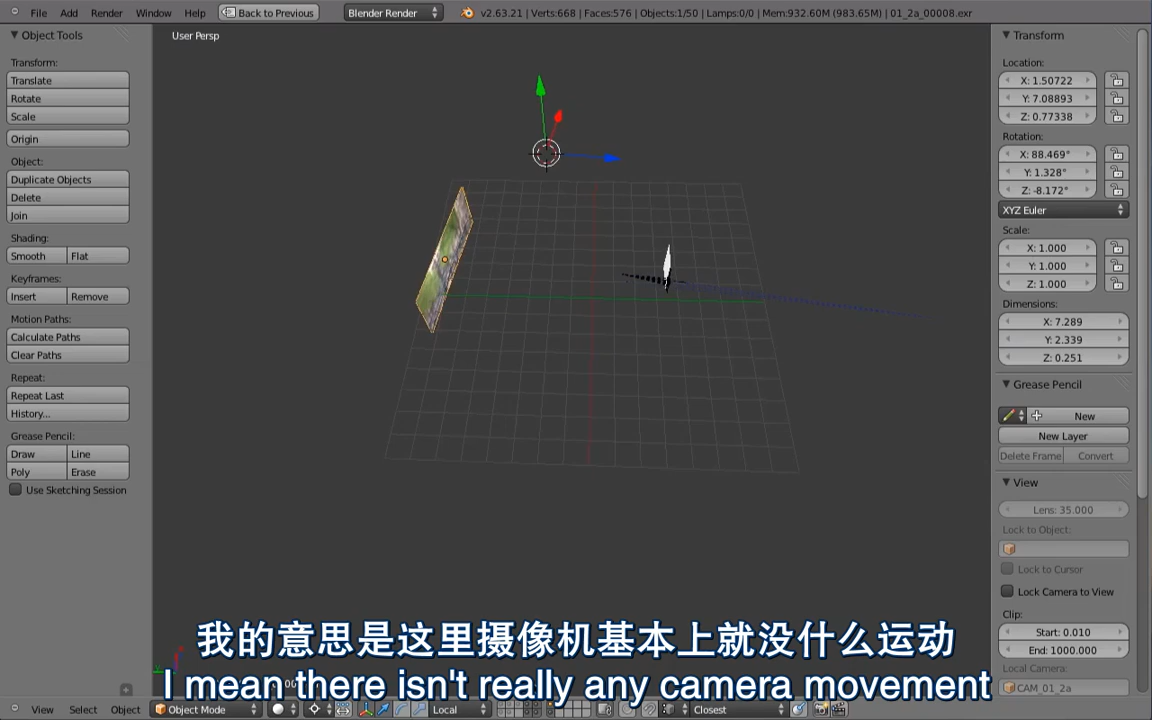 File Add Render Window Help Back to Previous Blender Render v2.63.21 | Verts:668 | Faces:576 | Objects:1/50 | Lamps:0/0 | Mem:932.60M (983.65M) | 01_2a_00008.exr
Object Tools
Transform:
Translate
Rotate
Scale
Origin
Object:
Duplicate Objects
Delete
Join
Shading:
Smooth Flat
Keyframes:
Insert Remove
Motion Paths:
Calculate Paths
Clear Paths
Repeat:
Repeat Last
History...
Grease Pencil:
Draw Line
Poly Erase
Use Sketching Session
User Persp
Transform
Location:
X: 1.50722
Y: 7.08893
Z: 0.77338
Rotation:
X: 88.469°
Y: 1.328°
Z: -8.172°
XYZ Euler
Scale:
X: 1.000
Y: 1.000
Z: 1.000
Dimensions:
X: 7.289
Y: 2.339
Z: 0.251
Grease Pencil
New
New Layer
Delete Frame Convert
View
Lens: 35.000
Lock to Object:
Lock to Cursor
Lock Camera to View
Clip:
Start: 0.010
End: 1000.000
Local Camera:
CAM_01_2a
我的意思是这里摄像机基本上就没什么运动
I mean there isn't really any camera movement
View Select Object Object Mode Local Closest